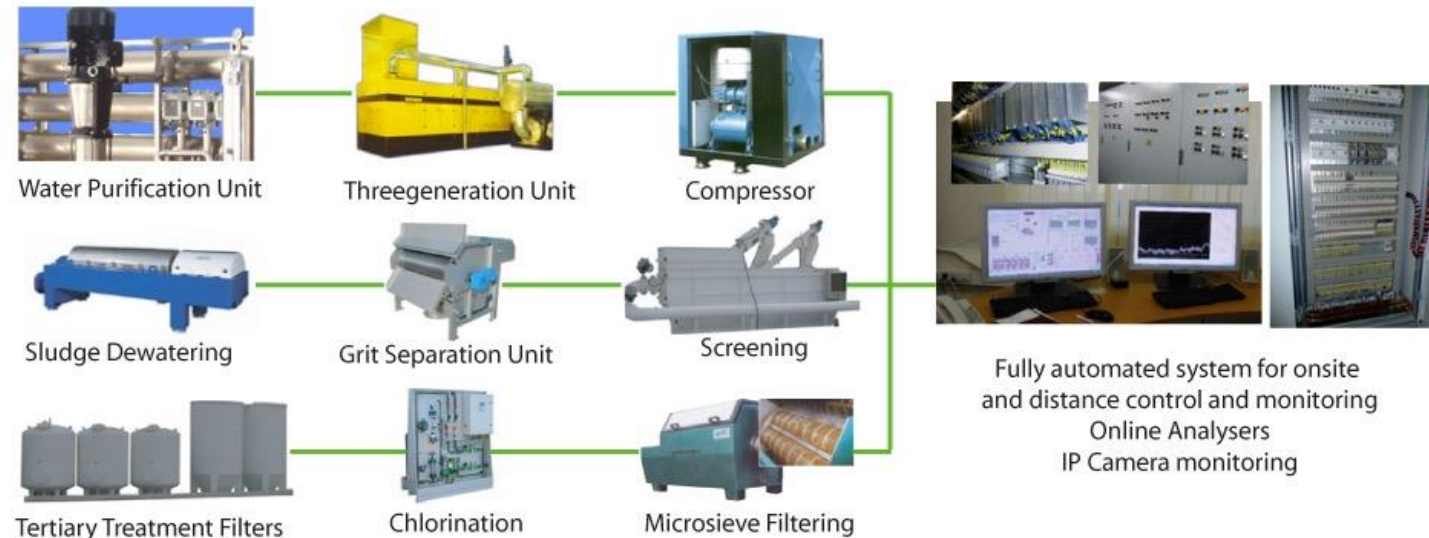 Water Purification Unit
Threegeneration Unit
Compressor
Sludge Dewatering
Grit Separation Unit
Screening
Tertiary Treatment Filters
Chlorination
Microsieve Filtering
Fully automated system for onsite
and distance control and monitoring
Online Analysers
IP Camera monitoring